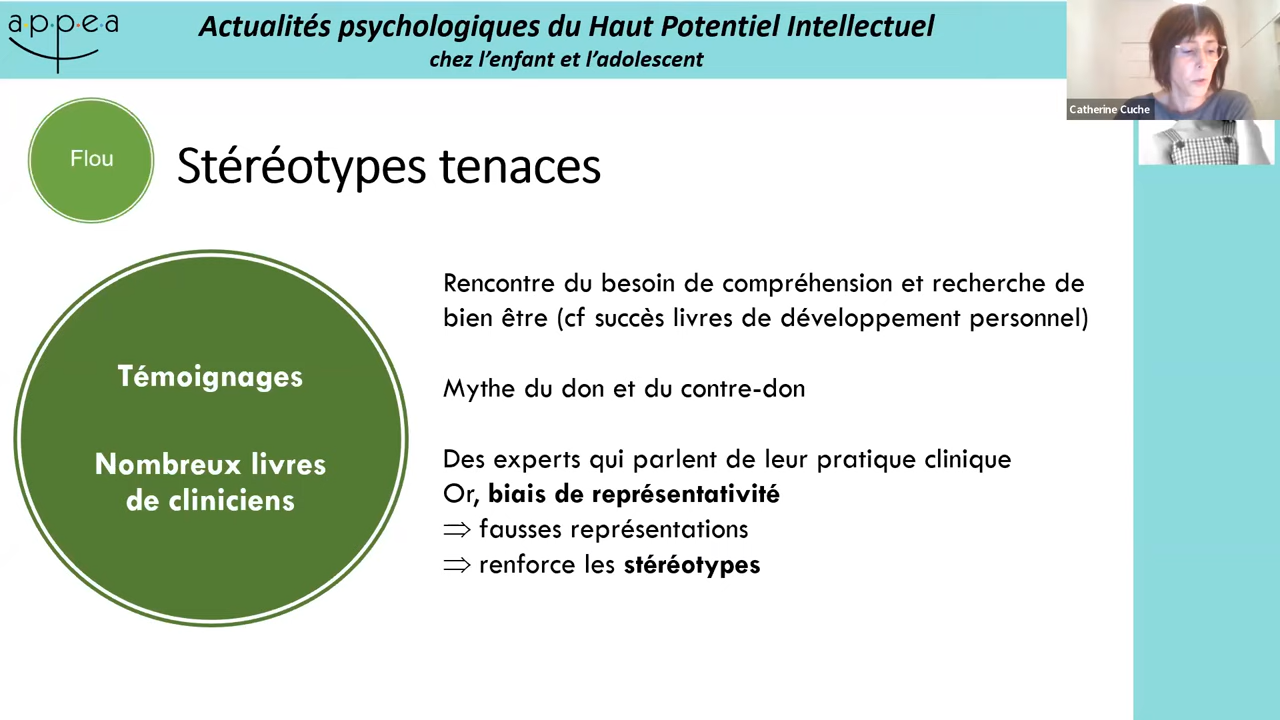 a·p·p·e·a
Actualités psychologiques du Haut Potentiel Intellectuel
chez l'enfant et l'adolescent
Catherine Cuche
Flou
Stéréotypes tenaces
Témoignages
Nombreux livres
de cliniciens
Rencontre du besoin de compréhension et recherche de
bien être (cf succès livres de développement personnel)
Mythe du don et du contre-don
Des experts qui parlent de leur pratique clinique
Or, biais de représentativité
⇒ fausses représentations
⇒ renforce les stéréotypes